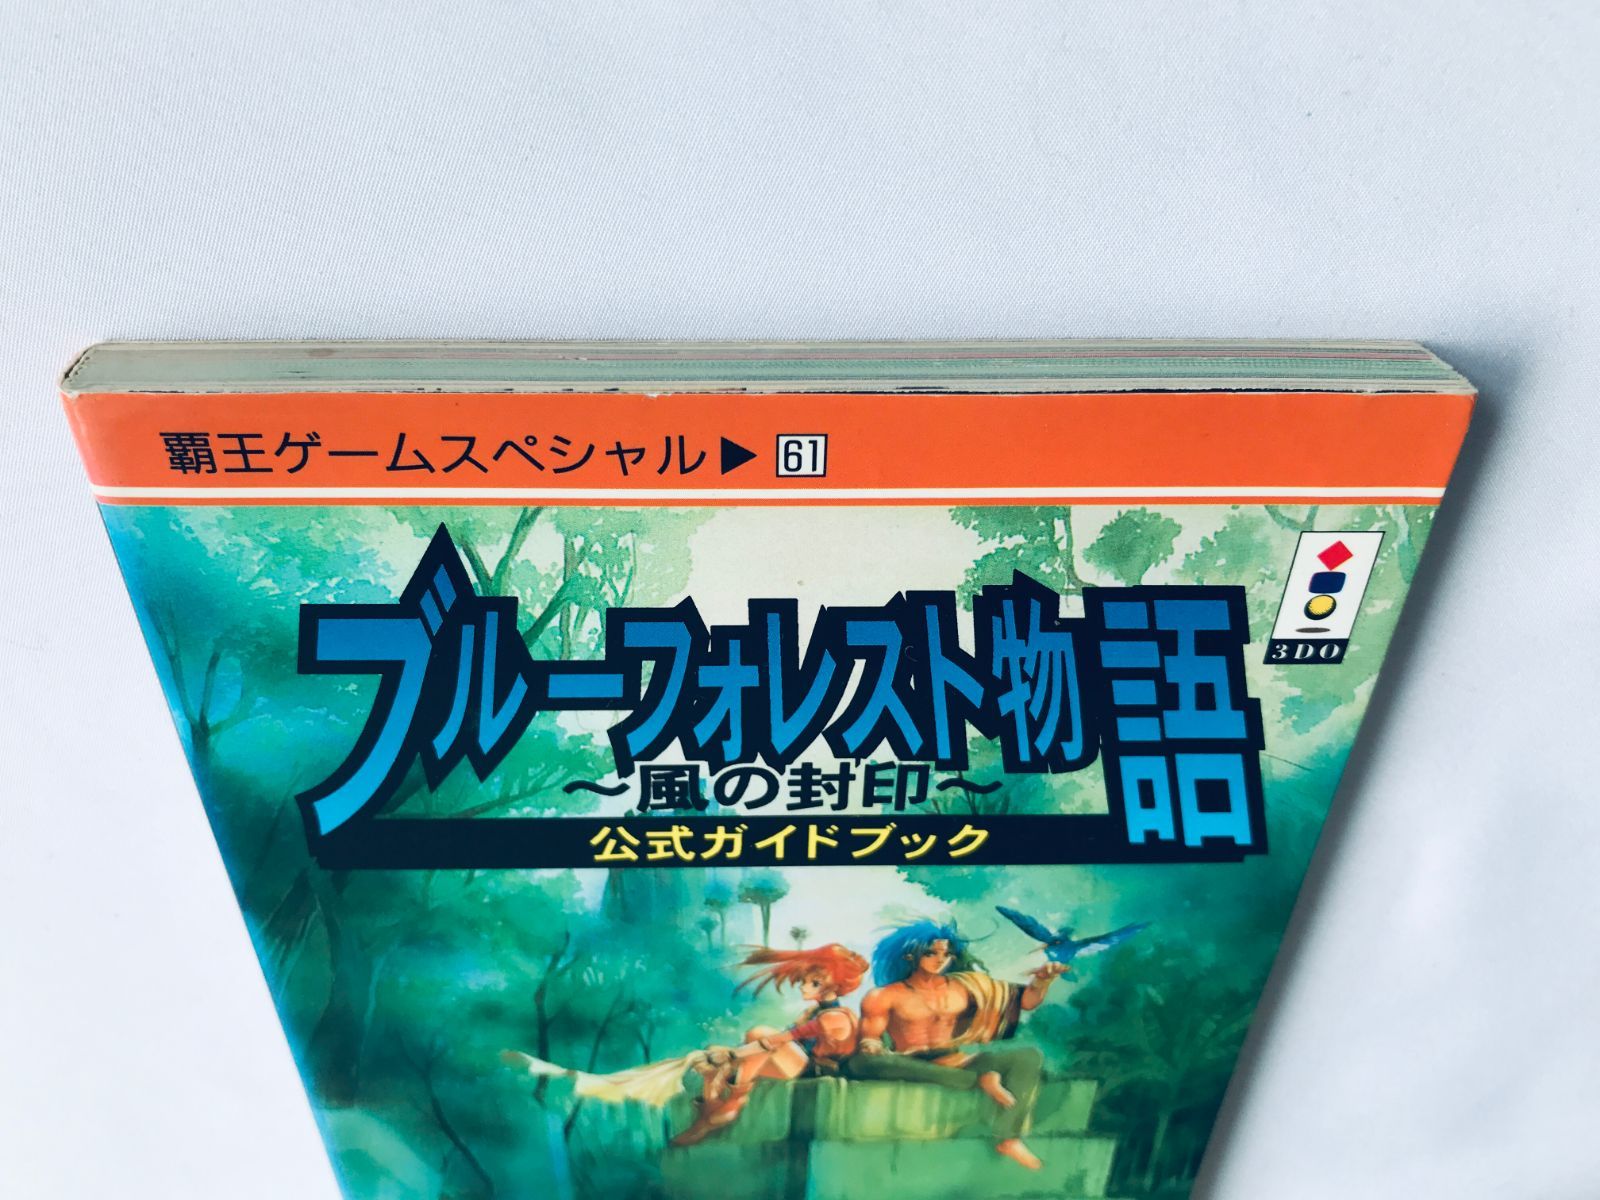 覇王ゲームスペシャル▶ 61
ブルーフォレスト物語
3DO
～風の封印～
公式ガイドブック